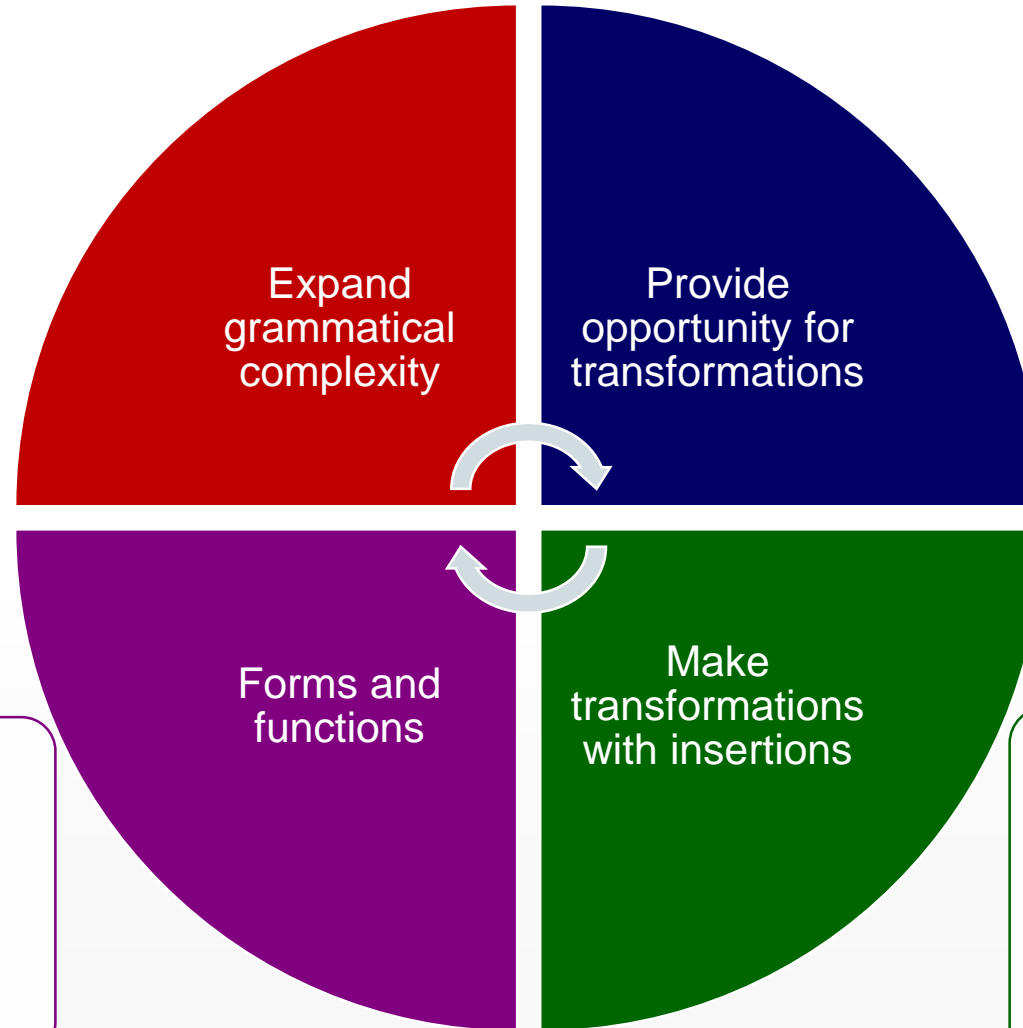 Expand
grammatical
complexity
Provide
opportunity for
transformations
Forms and
functions
Make
transformations
with insertions